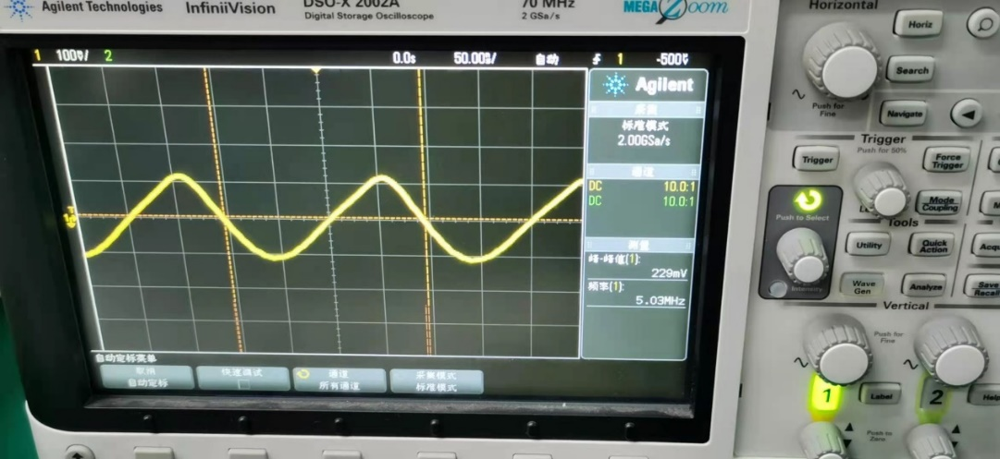 Agilent Technologies
InfiniiVision
DSO-X 2002A
Digital Storage Oscilloscope
70 MHz
2 GSa/s
MEGA Zoom
1 100V/ 2 0.0s 50.00$/ 自动 1 -500V
Agilent
采集
标准模式
2.00GSa/s
通道
DC 10.0:1
DC 10.0:1
测量
峰-峰值(1):
229mV
频率(1):
5.03MHz
自动定标菜单
取消
自动定标
快速调试
通道
所有通道
采集模式
标准模式
Horizontal
Horiz
Search
Push for
Fine
Navigate
Trigger
Push for 50%
Trigger
Force
Trigger
Mode
Coupling
Push to Select
Tools
Utility
Quick
Action
Acqu
Intensity
Wave
Gen
Analyze
Save
Recall
Vertical
Push for
Fine
1
Label
2
Help
Push to
Zero